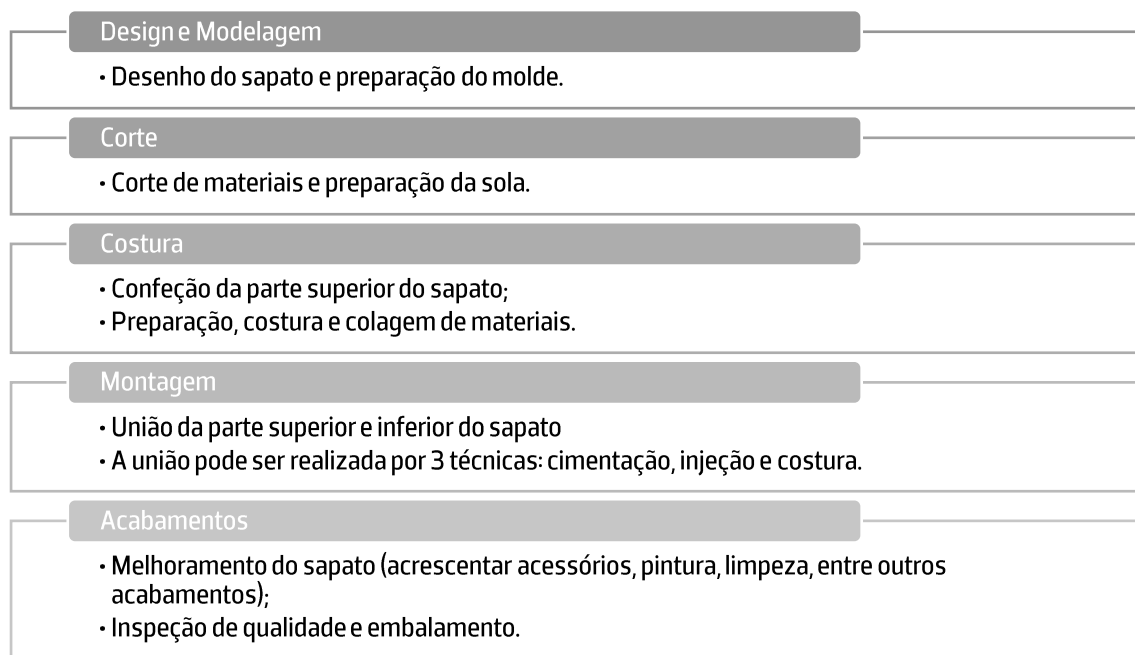 Design e Modelagem
• Desenho do sapato e preparação do molde.
Corte
• Corte de materiais e preparação da sola.
Costura
• Confeção da parte superior do sapato;
• Preparação, costura e colagem de materiais.
Montagem
• União da parte superior e inferior do sapato
• A união pode ser realizada por 3 técnicas: cimentação, injeção e costura.
Acabamentos
• Melhoramento do sapato (acrescentar acessórios, pintura, limpeza, entre outros
acabamentos);
• Inspeção de qualidade e embalamento.